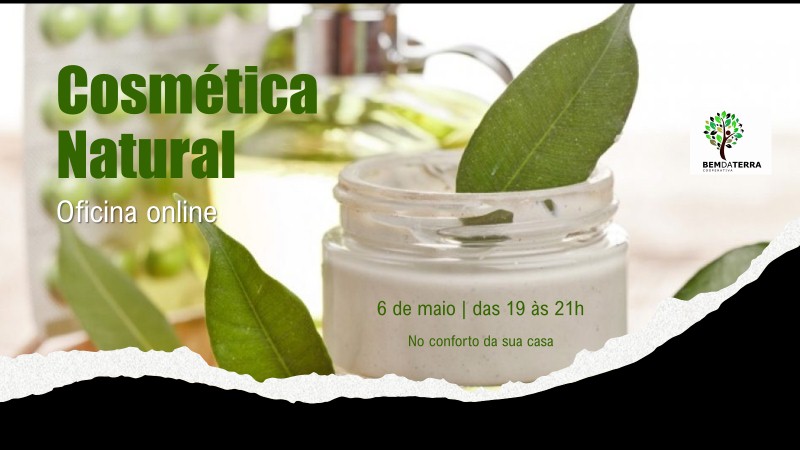 Cosmética
Natural
Oficina online
BEMDATERRA
COOPERATIVA
6 de maio | das 19 às 21h
No conforto da sua casa